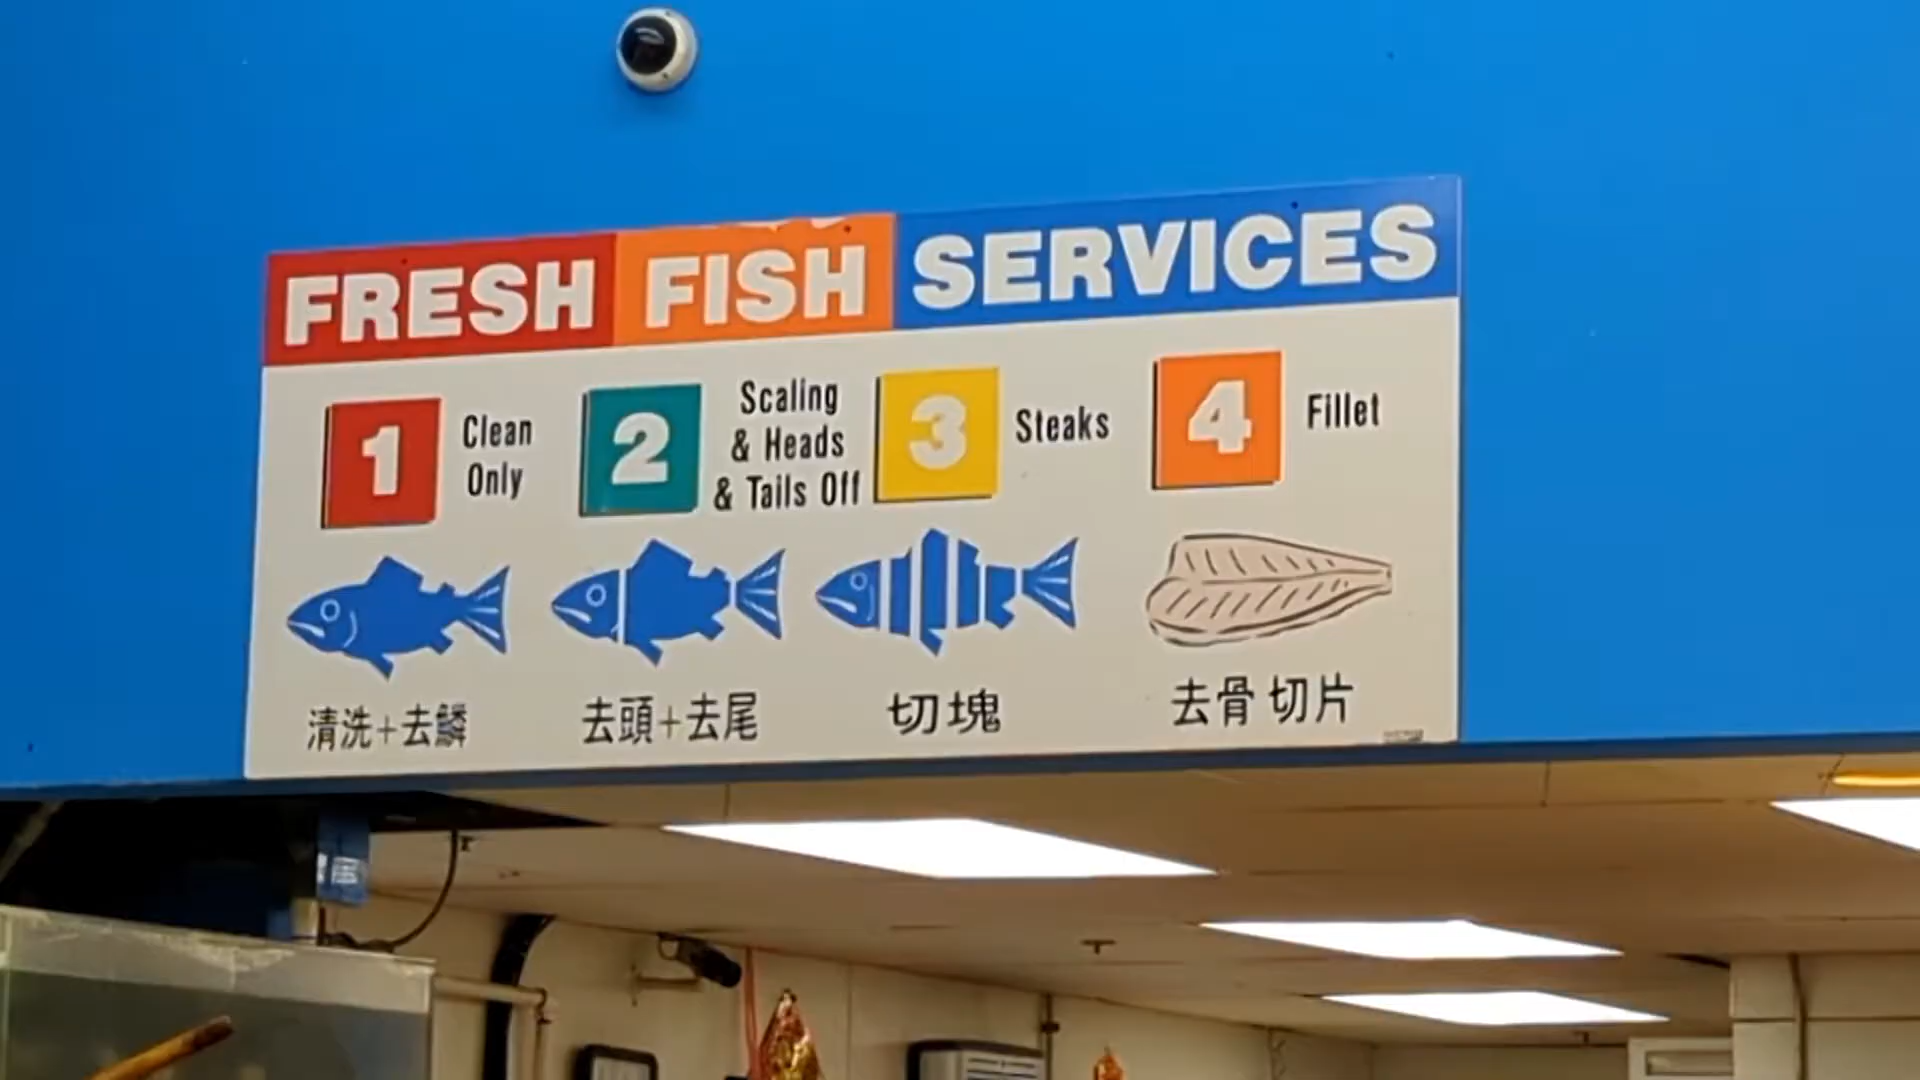 FRESH FISH SERVICES
1
Clean
Only
2
Scaling
& Heads
& Tails Off
3
Steaks
4
Fillet
清洗+去鱗
去頭+去尾
切塊
去骨切片